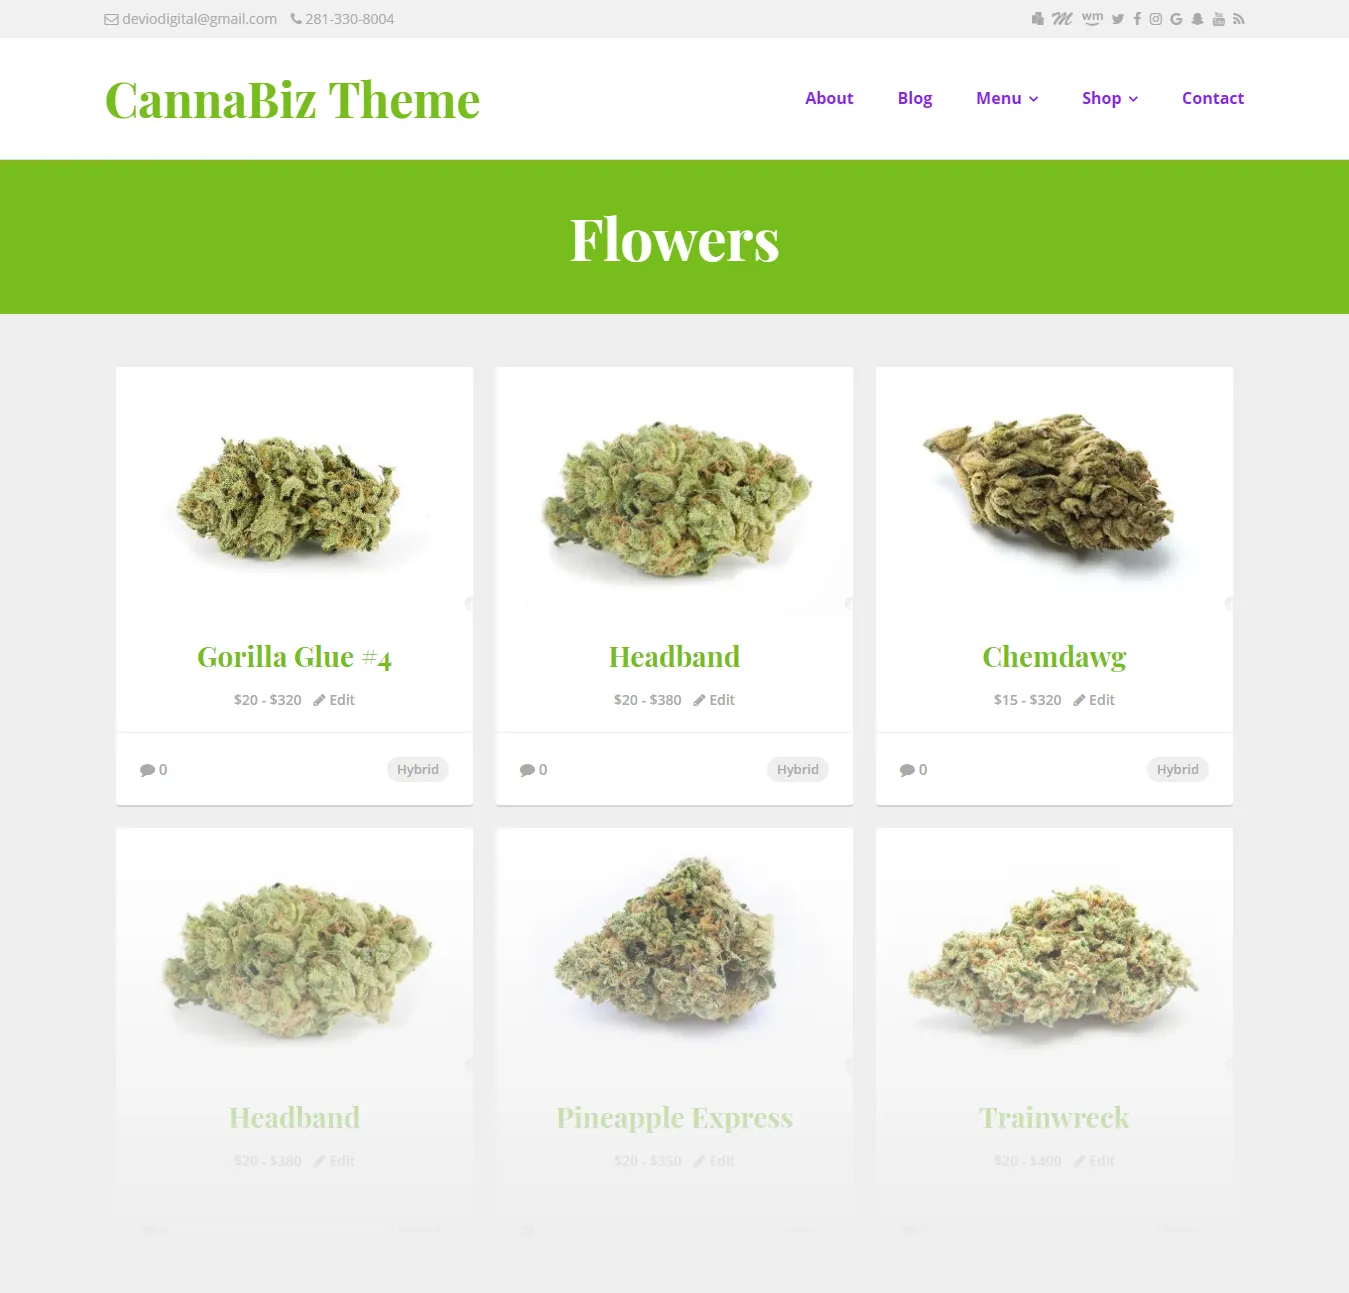 deviodigital@gmail.com 281-330-8004
CannaBiz Theme
About Blog Menu Shop Contact
Flowers
Gorilla Glue #4
$20 - $320 Edit
0 Hybrid
Headband
$20 - $380 Edit
0 Hybrid
Chemdawg
$15 - $320 Edit
0 Hybrid
Headband
$20 - $380 Edit
Pineapple Express
$20 - $350 Edit
Trainwreck
$20 - $400 Edit